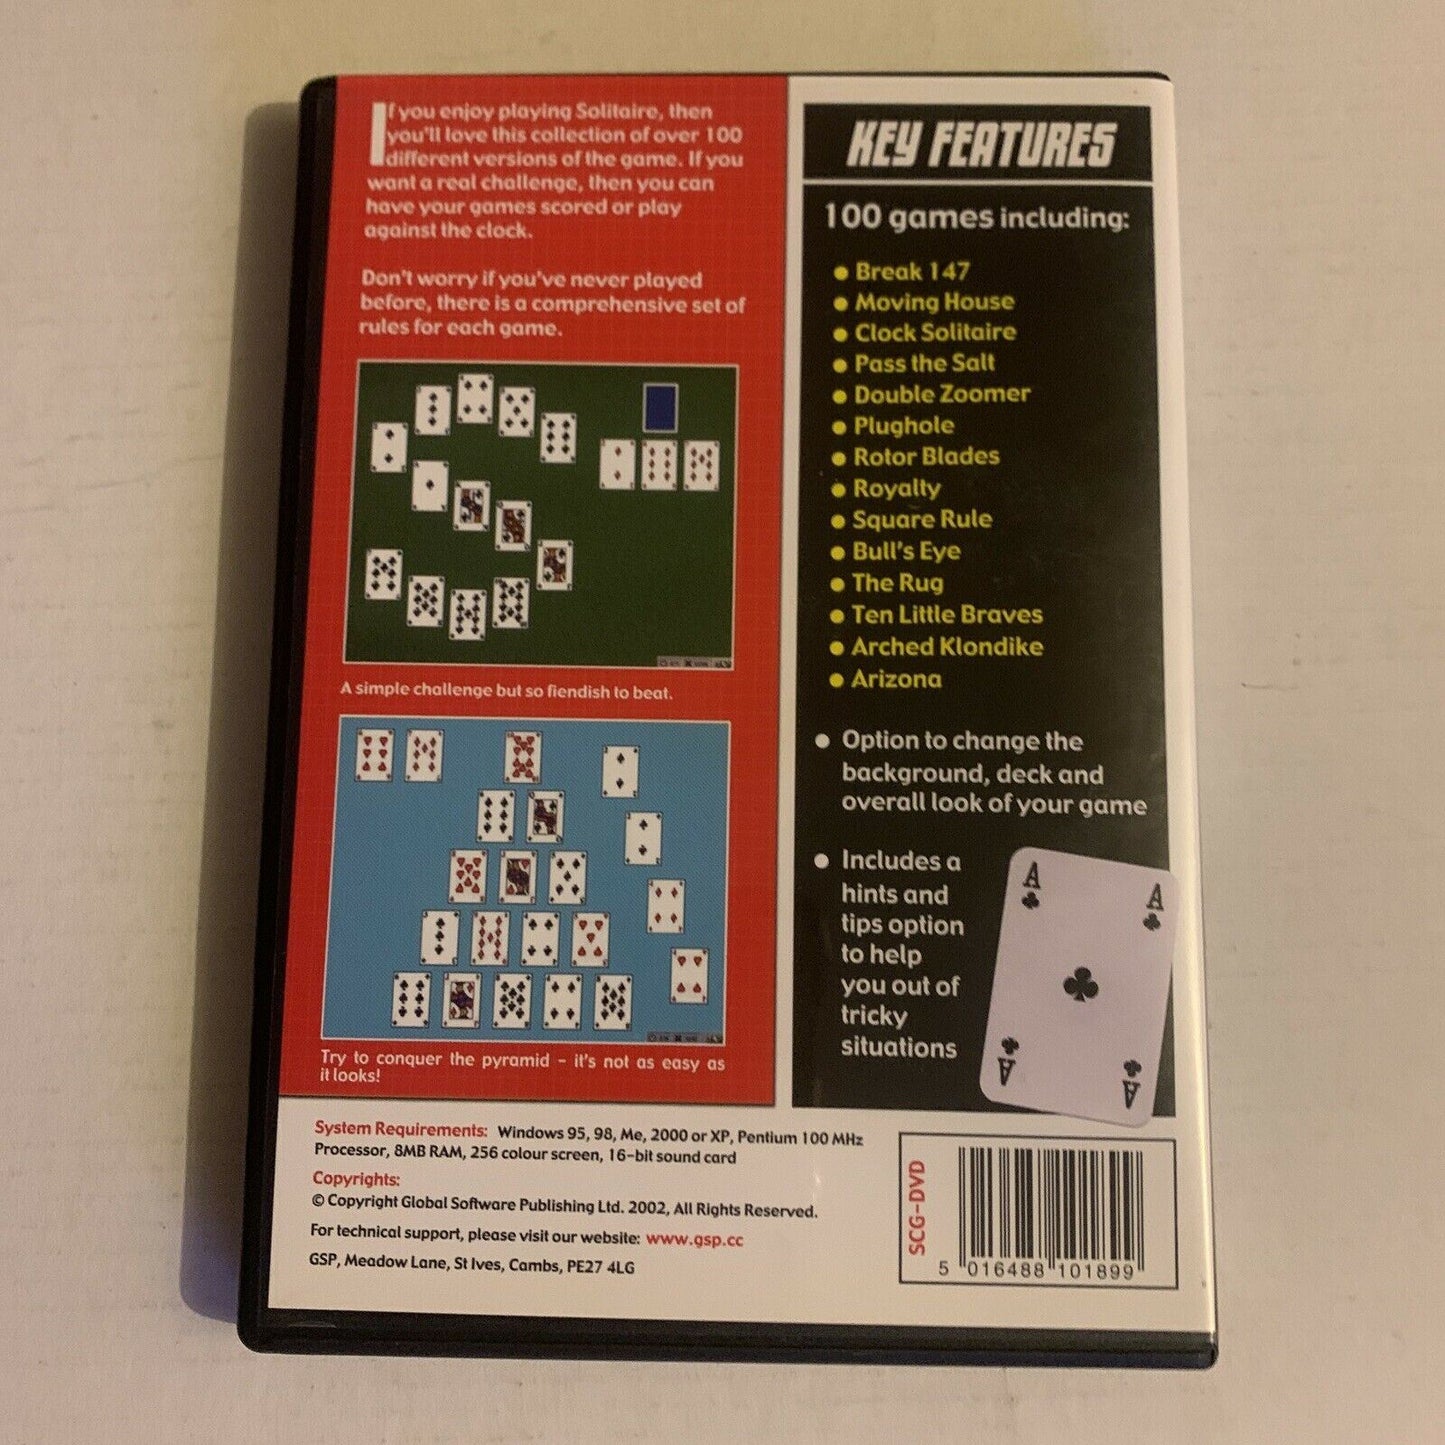 If you enjoy playing Solitaire, then
you'll love this collection of over 100
different versions of the game. If you
want a real challenge, then you can
have your games scored or play
against the clock.
Don't worry if you've never played
before, there is a comprehensive set of
rules for each game.
A simple challenge but so fiendish to beat.
Try to conquer the pyramid – it's not as easy as
it looks!
KEY FEATURES
100 games including:
● Break 147
● Moving House
● Clock Solitaire
● Pass the Salt
● Double Zoomer
● Plughole
● Rotor Blades
● Royalty
● Square Rule
● Bull's Eye
● The Rug
● Ten Little Braves
● Arched Klondike
● Arizona
● Option to change the
background, deck and
overall look of your game
● Includes a
hints and
tips option
to help
you out of
tricky
situations
A
A
A
A
System Requirements: Windows 95, 98, Me, 2000 or XP, Pentium 100 MHz
Processor, 8MB RAM, 256 colour screen, 16-bit sound card
Copyrights:
© Copyright Global Software Publishing Ltd. 2002, All Rights Reserved.
For technical support, please visit our website: www.gsp.cc
GSP, Meadow Lane, St Ives, Cambs, PE27 4LG
SCG-DVD
5 016488 101899